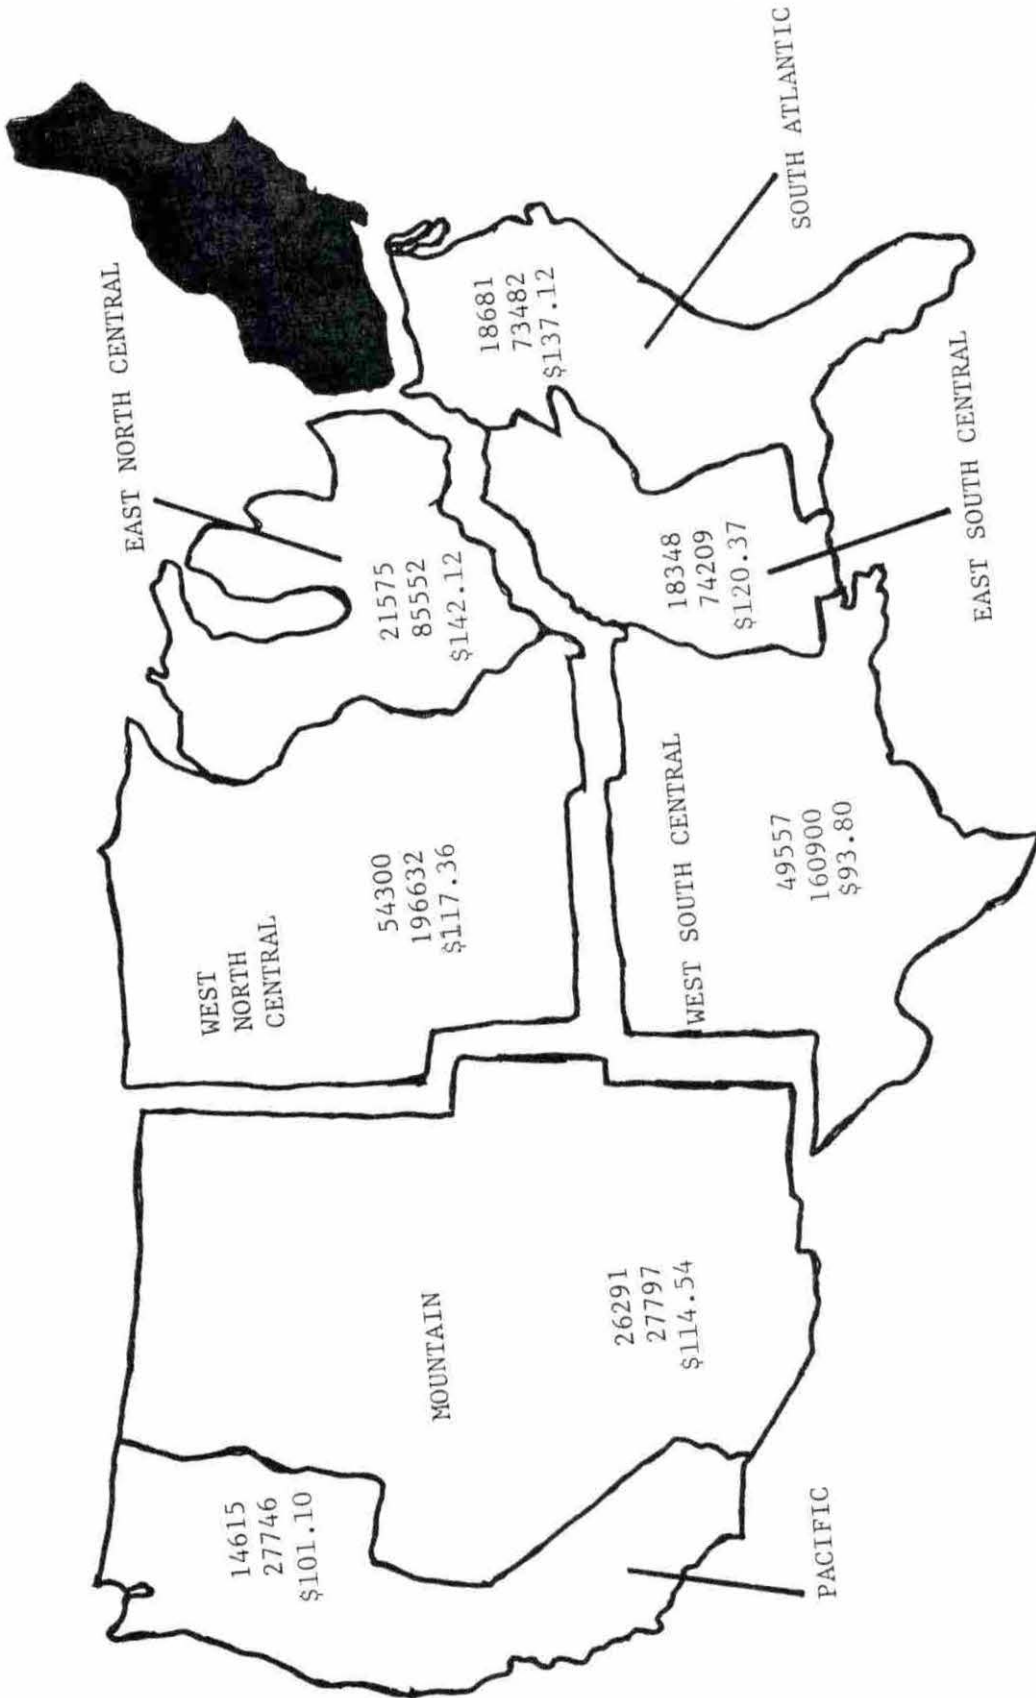 EAST NORTH CENTRAL
21575
85552
$142.12
WEST
NORTH
CENTRAL
54300
196632
$117.36
14615
27746
$101.10
MOUNTAIN
26291
27797
$114.54
PACIFIC
WEST SOUTH CENTRAL
49557
160900
$93.80
18348
74209
$120.37
EAST SOUTH CENTRAL
18681
73482
$137.12
SOUTH ATLANTIC